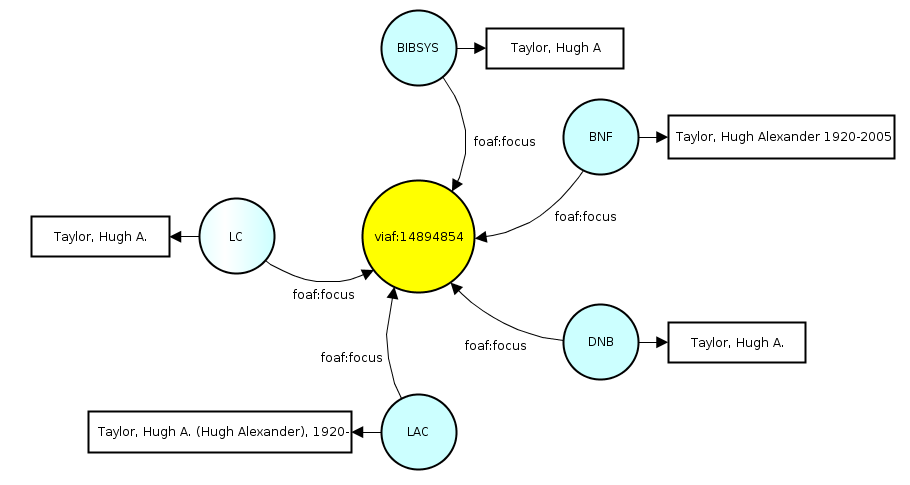 BIBSYS
Taylor, Hugh A
foaf:focus
BNF
Taylor, Hugh Alexander 1920-2005
foaf:focus
viaf:14894854
LC
Taylor, Hugh A.
foaf:focus
DNB
Taylor, Hugh A.
foaf:focus
foaf:focus
LAC
Taylor, Hugh A. (Hugh Alexander), 1920-